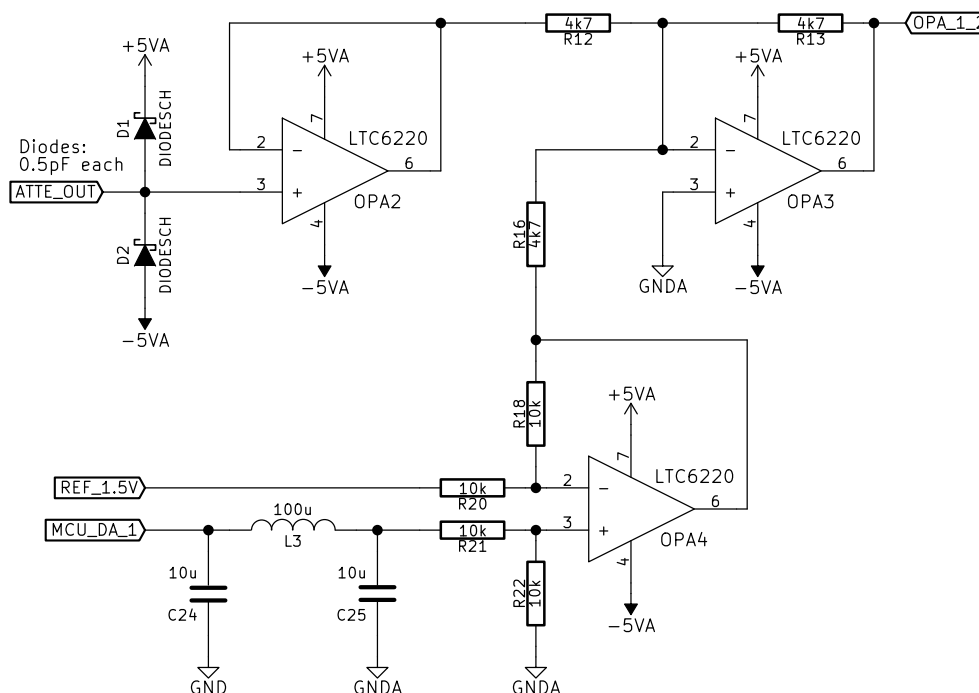 4k7
R12
4k7
R13
OPA_1_2
+5VA
+5VA
+5VA
D1
DIODESCH
7
LTC6220
7
LTC6220
Diodes:
0.5pF each
2
−
6
2
−
6
ATTE_OUT
3
+
OPA2
3
+
OPA3
4
4
D2
DIODESCH
R16
4k7
-5VA
GNDA
-5VA
-5VA
R18
10k
+5VA
7
LTC6220
REF_1.5V
10k
R20
2
−
6
100u
MCU_DA_1
L3
10k
R21
3
+
OPA4
4
10u
C24
10u
C25
R22
10k
-5VA
GND
GNDA
GNDA